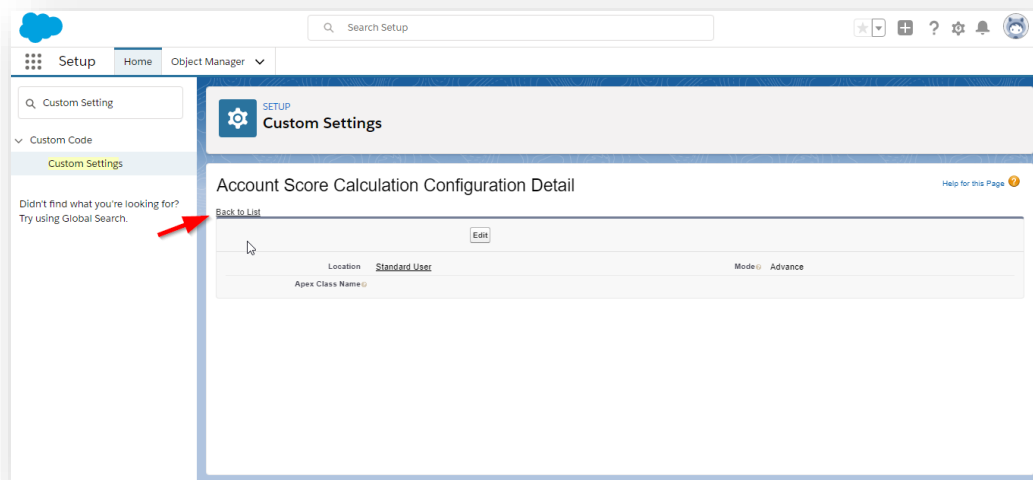 Search Setup
Setup
Home
Object Manager
Custom Setting
Custom Code
Custom Settings
Didn't find what you're looking for?
Try using Global Search.
SETUP
Custom Settings
Account Score Calculation Configuration Detail
Help for this Page
Back to List
Edit
Location Standard User
Mode Advance
Apex Class Name